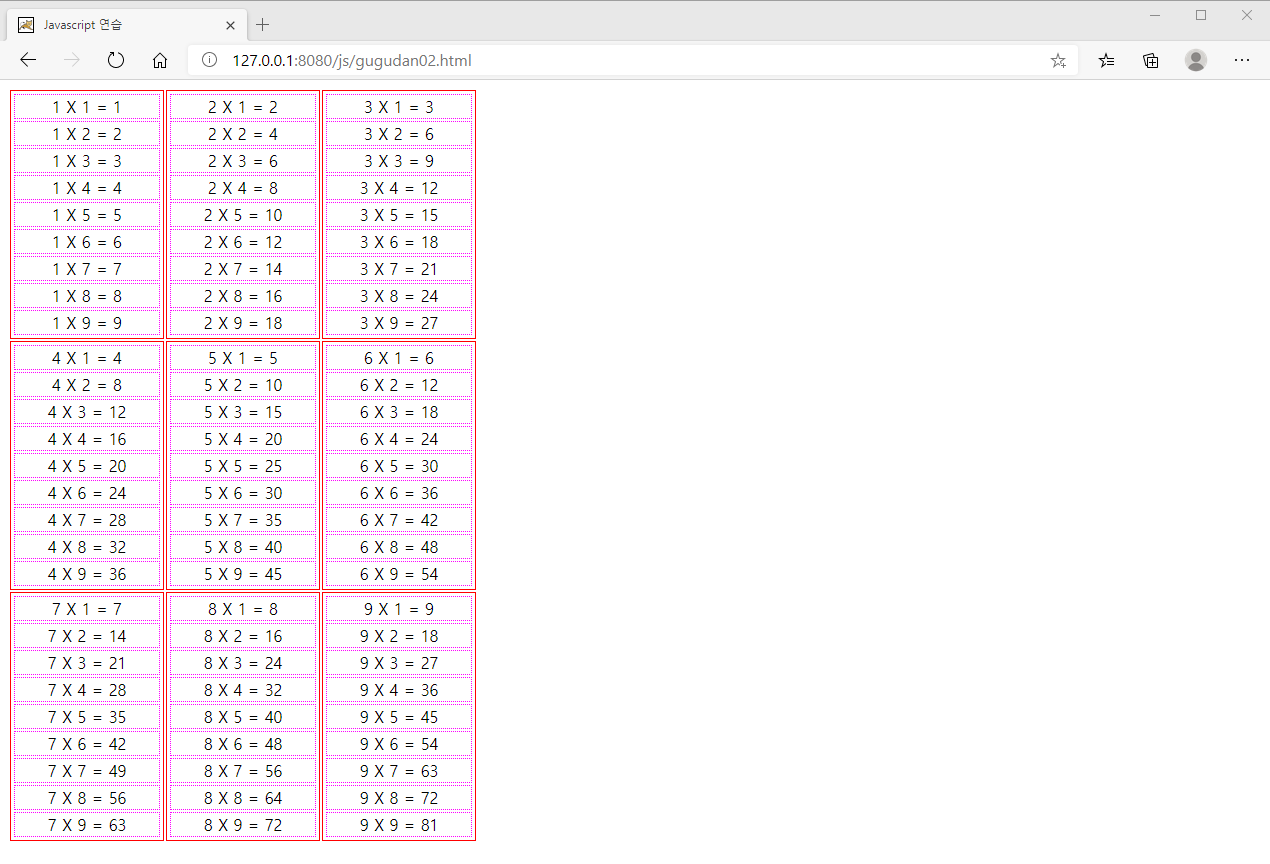 Javascript 연습
127.0.0.1:8080/js/gugudan02.html
1 X 1 = 1 2 X 1 = 2 3 X 1 = 3
1 X 2 = 2 2 X 2 = 4 3 X 2 = 6
1 X 3 = 3 2 X 3 = 6 3 X 3 = 9
1 X 4 = 4 2 X 4 = 8 3 X 4 = 12
1 X 5 = 5 2 X 5 = 10 3 X 5 = 15
1 X 6 = 6 2 X 6 = 12 3 X 6 = 18
1 X 7 = 7 2 X 7 = 14 3 X 7 = 21
1 X 8 = 8 2 X 8 = 16 3 X 8 = 24
1 X 9 = 9 2 X 9 = 18 3 X 9 = 27
4 X 1 = 4 5 X 1 = 5 6 X 1 = 6
4 X 2 = 8 5 X 2 = 10 6 X 2 = 12
4 X 3 = 12 5 X 3 = 15 6 X 3 = 18
4 X 4 = 16 5 X 4 = 20 6 X 4 = 24
4 X 5 = 20 5 X 5 = 25 6 X 5 = 30
4 X 6 = 24 5 X 6 = 30 6 X 6 = 36
4 X 7 = 28 5 X 7 = 35 6 X 7 = 42
4 X 8 = 32 5 X 8 = 40 6 X 8 = 48
4 X 9 = 36 5 X 9 = 45 6 X 9 = 54
7 X 1 = 7 8 X 1 = 8 9 X 1 = 9
7 X 2 = 14 8 X 2 = 16 9 X 2 = 18
7 X 3 = 21 8 X 3 = 24 9 X 3 = 27
7 X 4 = 28 8 X 4 = 32 9 X 4 = 36
7 X 5 = 35 8 X 5 = 40 9 X 5 = 45
7 X 6 = 42 8 X 6 = 48 9 X 6 = 54
7 X 7 = 49 8 X 7 = 56 9 X 7 = 63
7 X 8 = 56 8 X 8 = 64 9 X 8 = 72
7 X 9 = 63 8 X 9 = 72 9 X 9 = 81